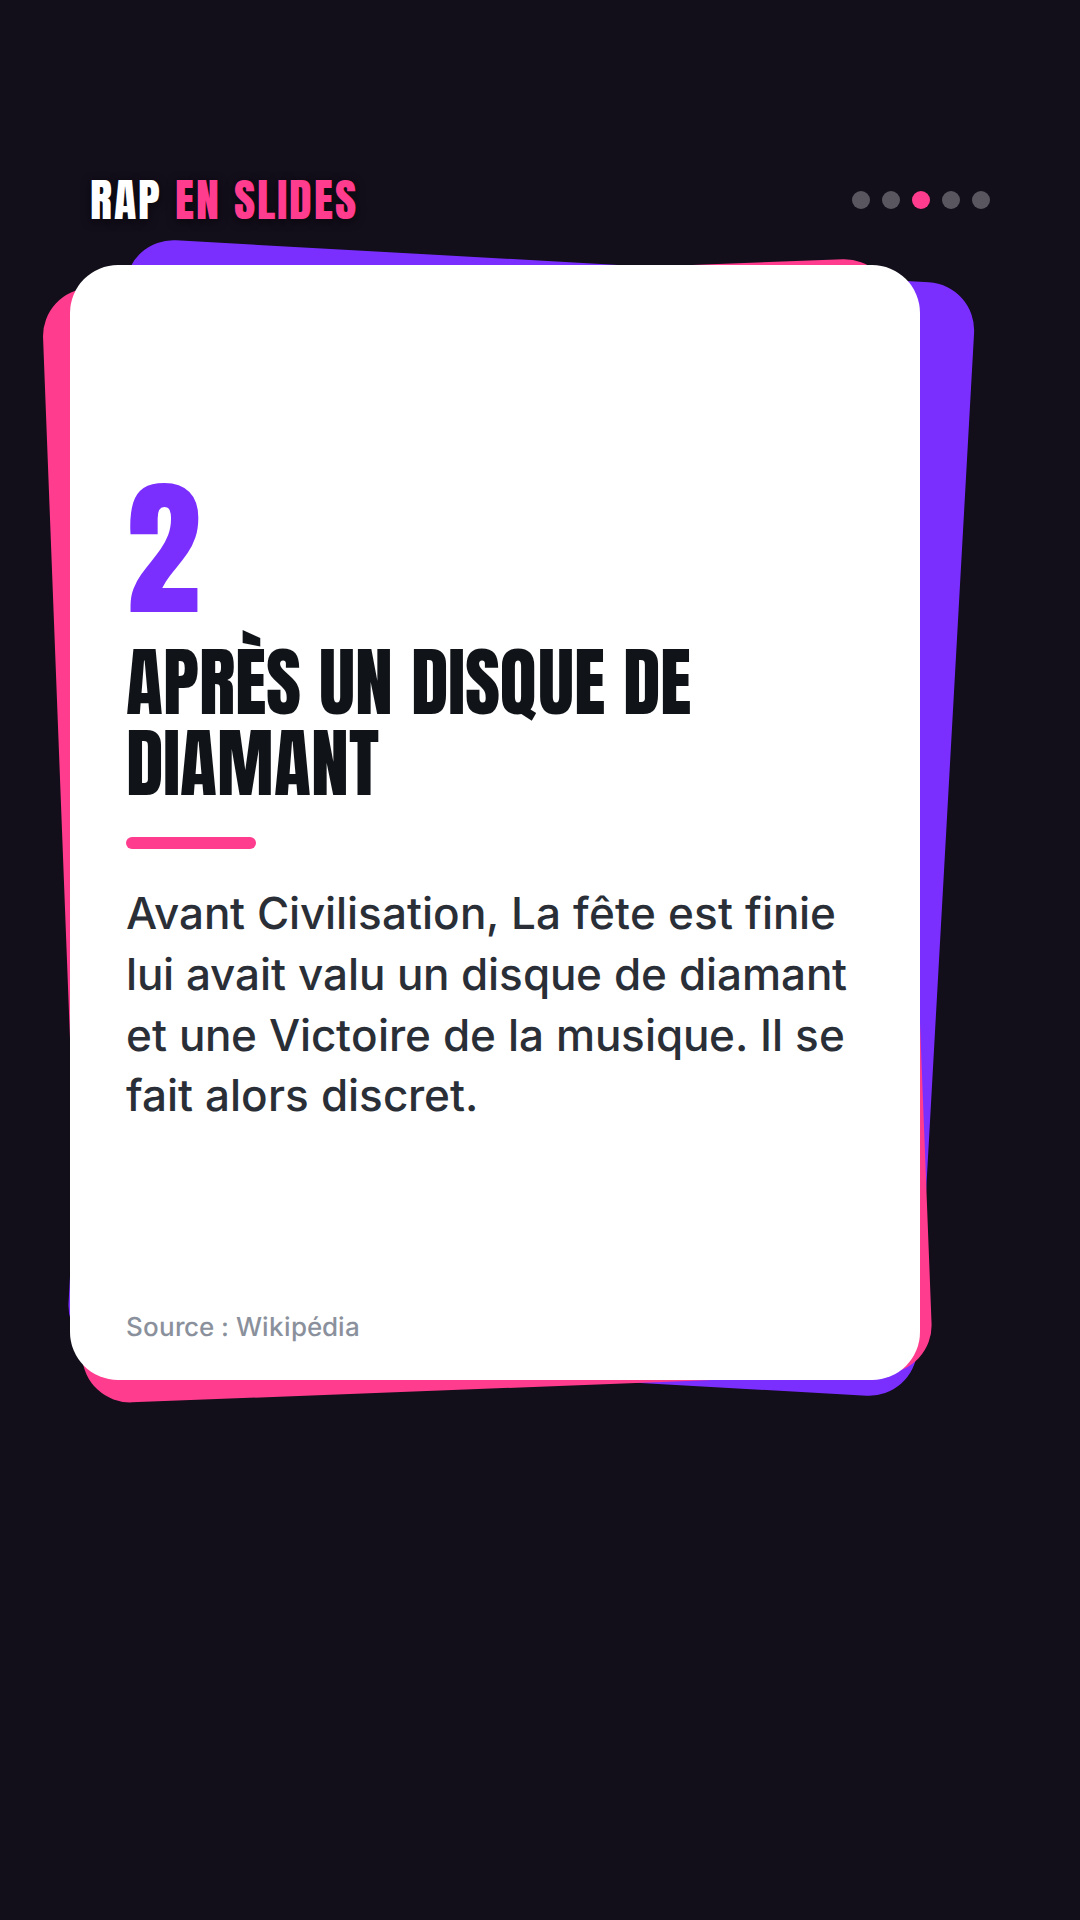 RAP EN SLIDES
2
APRÈS UN DISQUE DE
DIAMANT
Avant Civilisation, La fête est finie
lui avait valu un disque de diamant
et une Victoire de la musique. Il se
fait alors discret.
Source : Wikipédia